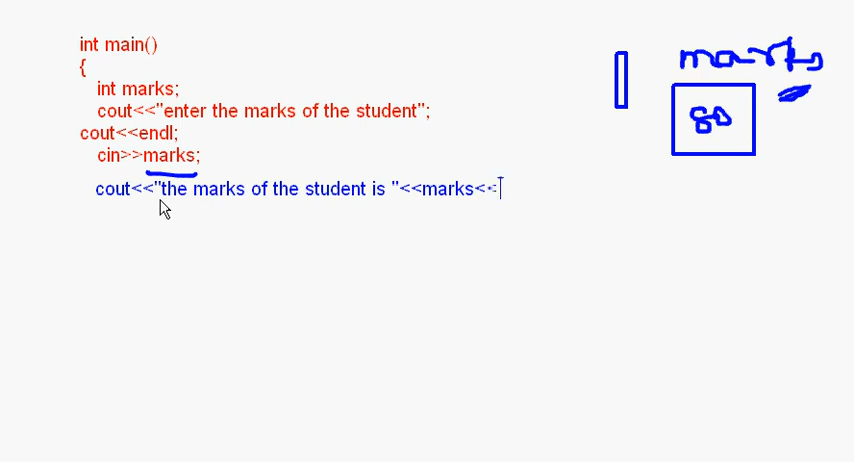 int main()
{
int marks;
cout<<"enter the marks of the student";
cout<<endl;
cin>>marks;
cout<<"the marks of the student is "<<marks<<
marks
80